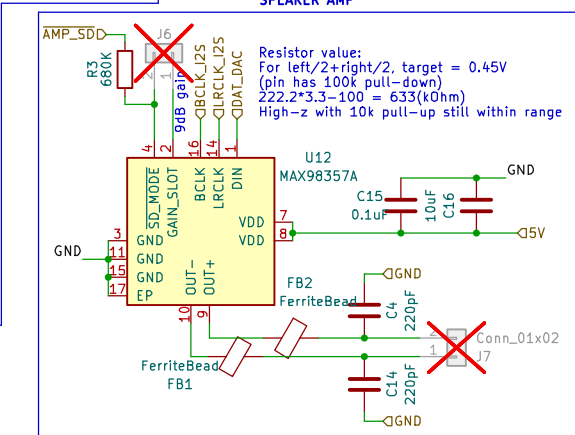 SPEAKER AMP
AMP_SD
J6
R3
680K
2
1
9dB gain
BCLK_I2S
LRCLK_I2S
DAT_DAC
Resistor value:
For left/2+right/2, target = 0.45V
(pin has 100k pull-down)
222.2*3.3-100 = 633(kOhm)
High-z with 10k pull-up still within range
4
2
16
14
1
U12
MAX98357A
SD_MODE
GAIN_SLOT
BCLK
LRCLK
DIN
GND
C15
0.1uF
10uF
C16
VDD
7
VDD
8
5V
GND
3
GND
11
GND
15
GND
17
EP
OUT-
OUT+
10
9
FB2
FerriteBead
GND
C4
220pF
FerriteBead
FB1
2
1
Conn_01x02
J7
C14
220pF
GND